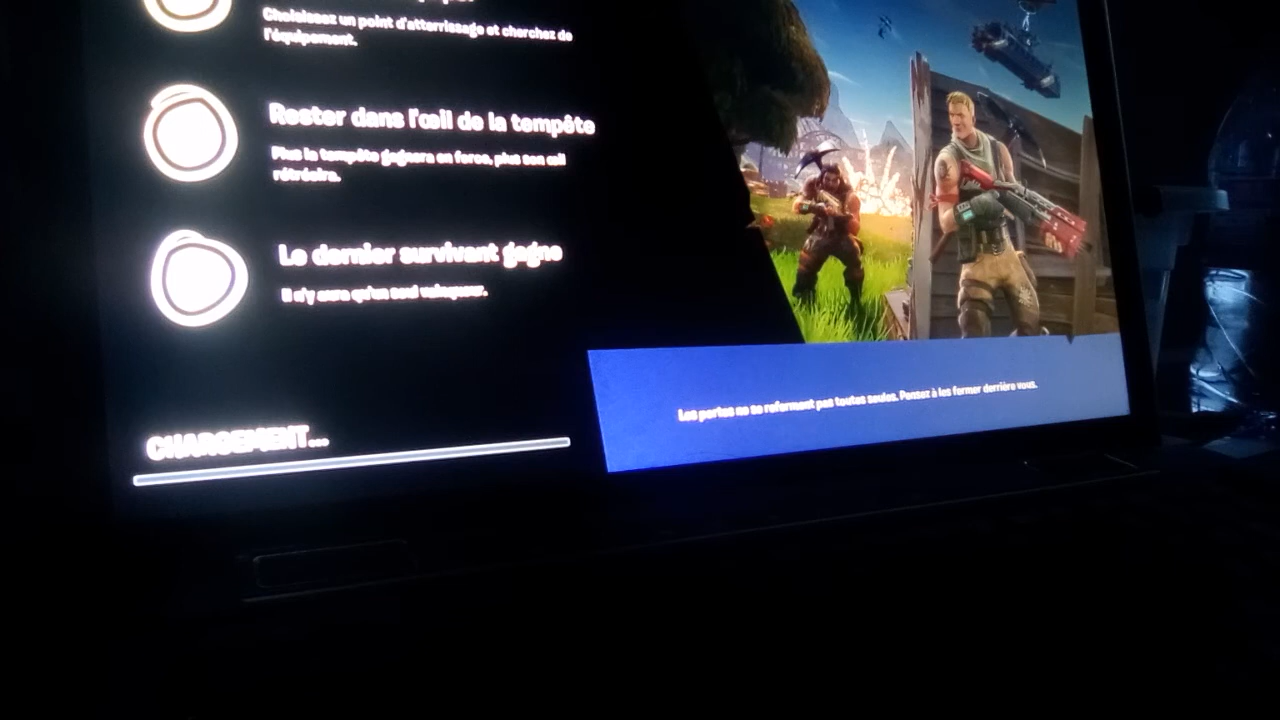 Choisissez un point d'atterrissage et cherchez de
l'équipement.
Rester dans l'œil de la tempête
Plus la tempête gagnera en force, plus son œil
rétrécira.
Le dernier survivant gagne
Il n'y aura qu'un seul vainqueur.
CHARGEMENT...
Les portes ne se referment pas toutes seules. Pensez à les fermer derrière vous.